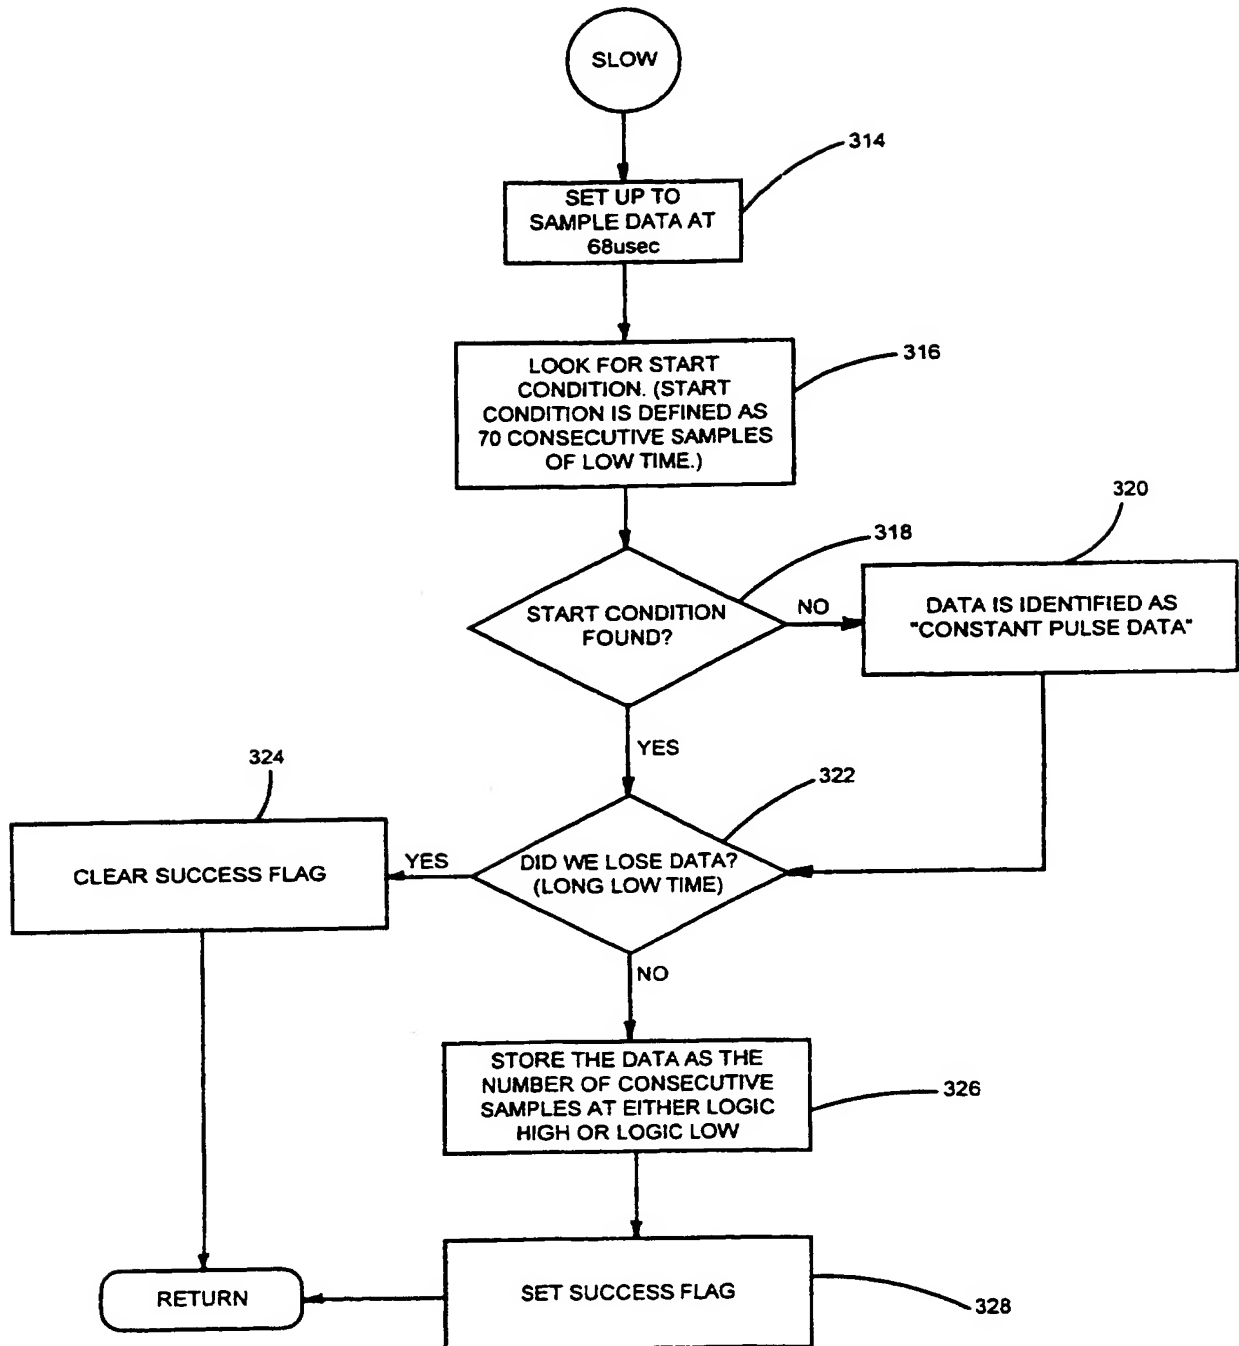 SLOW
314
SET UP TO
SAMPLE DATA AT
68usec
LOOK FOR START
CONDITION. (START
CONDITION IS DEFINED AS
70 CONSECUTIVE SAMPLES
OF LOW TIME.)
316
318
START CONDITION
FOUND?
NO
320
DATA IS IDENTIFIED AS
"CONSTANT PULSE DATA"
YES
322
DID WE LOSE DATA?
(LONG LOW TIME)
YES
324
CLEAR SUCCESS FLAG
NO
STORE THE DATA AS THE
NUMBER OF CONSECUTIVE
SAMPLES AT EITHER LOGIC
HIGH OR LOGIC LOW
326
SET SUCCESS FLAG
328
RETURN